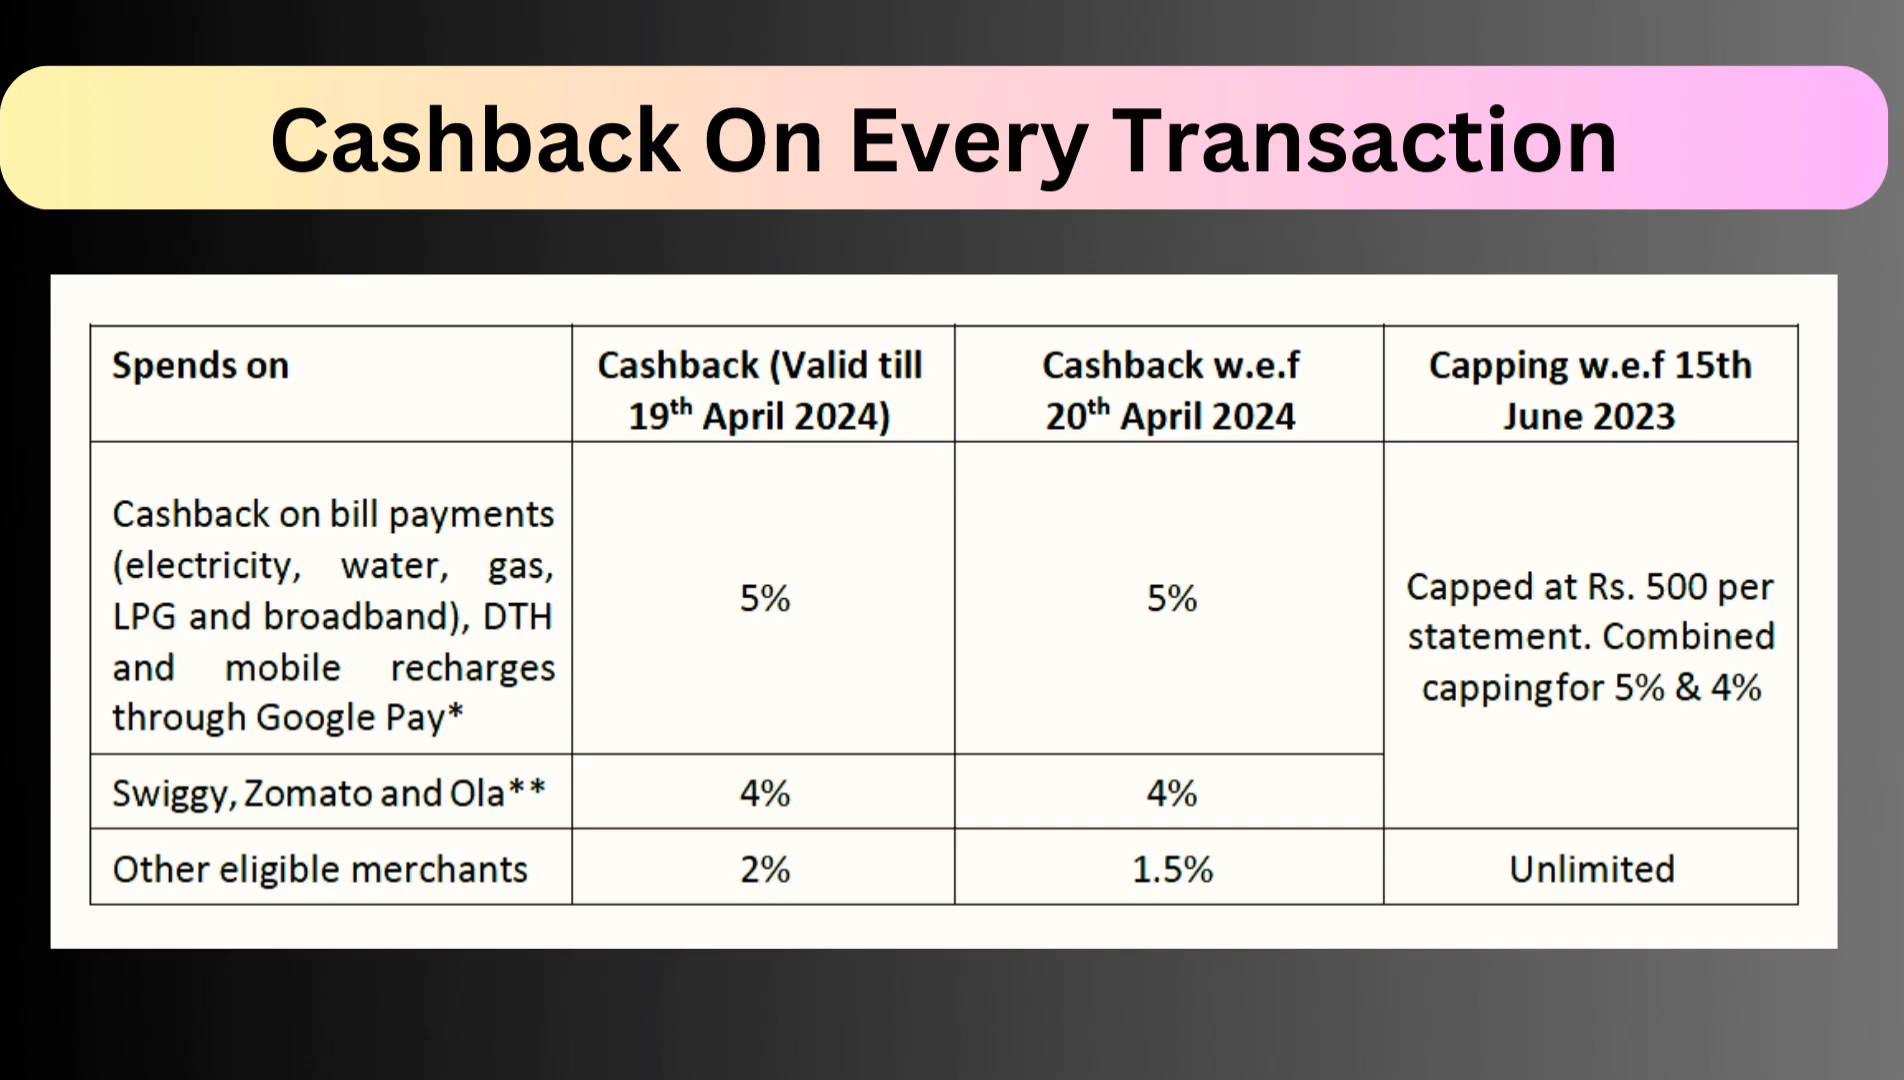 Cashback On Every Transaction
Spends on
Cashback (Valid till
19th April 2024)
Cashback w.e.f
20th April 2024
Capping w.e.f 15th
June 2023
Cashback on bill payments
(electricity, water, gas,
LPG and broadband), DTH
and mobile recharges
through Google Pay*
5%
5%
Capped at Rs. 500 per
statement. Combined
cappingfor 5% & 4%
Swiggy, Zomato and Ola**
4%
4%
Other eligible merchants
2%
1.5%
Unlimited